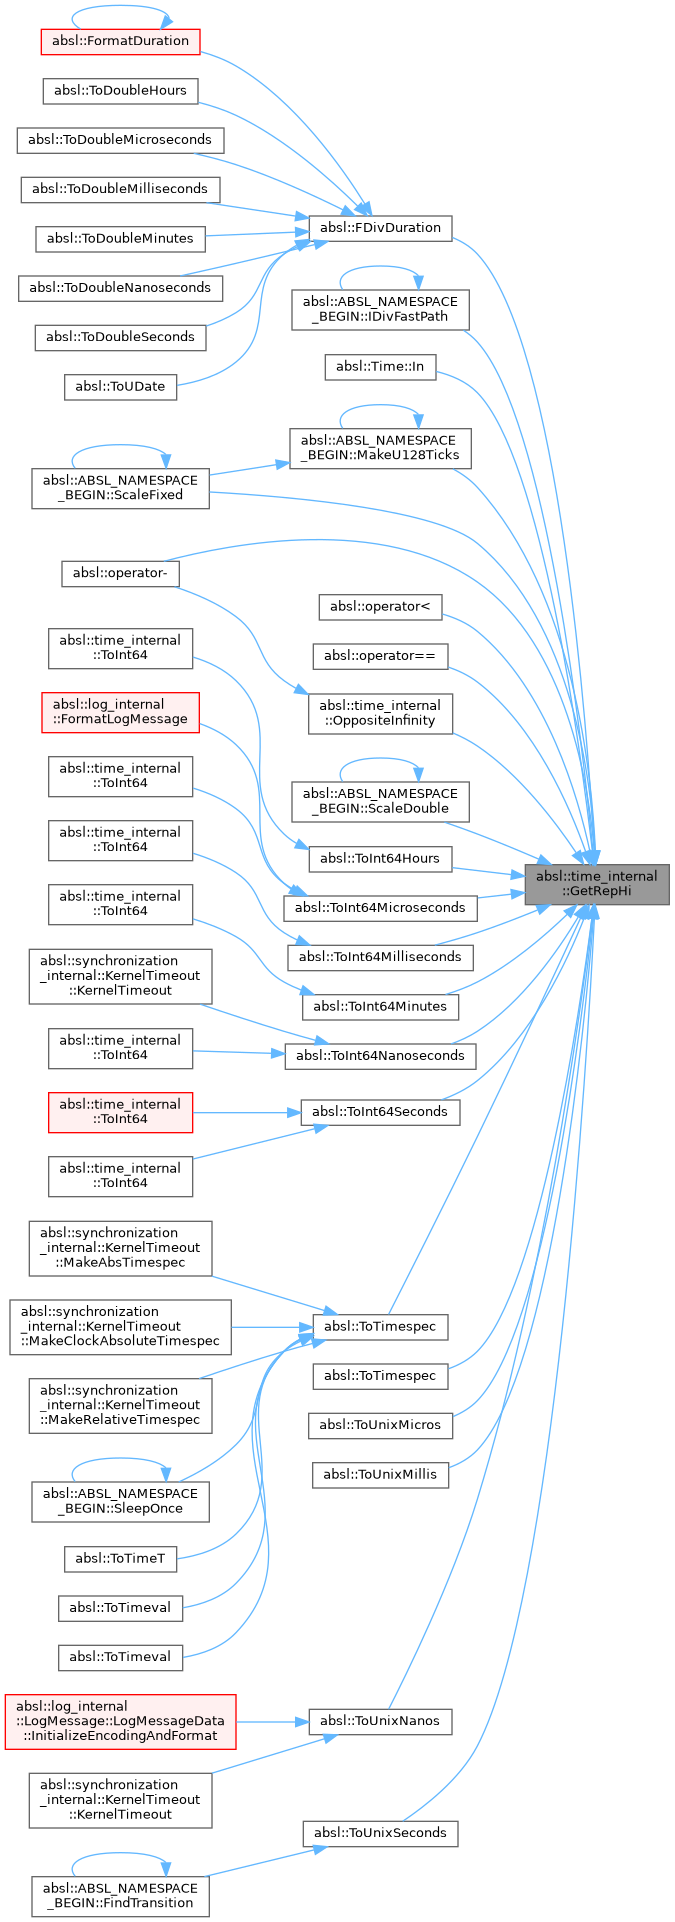 absl::FormatDuration
absl::ToDoubleHours
absl::ToDoubleMicroseconds
absl::ToDoubleMilliseconds
absl::FDivDuration
absl::ToDoubleMinutes
absl::ToDoubleNanoseconds
absl::ABSL_NAMESPACE
_BEGIN::IDivFastPath
absl::ToDoubleSeconds
absl::Time::In
absl::ToUDate
absl::ABSL_NAMESPACE
_BEGIN::MakeU128Ticks
absl::ABSL_NAMESPACE
_BEGIN::ScaleFixed
absl::operator-
absl::operator<
absl::time_internal
::ToInt64
absl::operator==
absl::log_internal
::FormatLogMessage
absl::time_internal
::OppositeInfinity
absl::time_internal
::ToInt64
absl::ABSL_NAMESPACE
_BEGIN::ScaleDouble
absl::time_internal
::ToInt64
absl::ToInt64Hours
absl::time_internal
::GetRepHi
absl::time_internal
::ToInt64
absl::ToInt64Microseconds
absl::ToInt64Milliseconds
absl::synchronization
_internal::KernelTimeout
::KernelTimeout
absl::ToInt64Minutes
absl::time_internal
::ToInt64
absl::ToInt64Nanoseconds
absl::time_internal
::ToInt64
absl::ToInt64Seconds
absl::time_internal
::ToInt64
absl::synchronization
_internal::KernelTimeout
::MakeAbsTimespec
absl::synchronization
_internal::KernelTimeout
::MakeClockAbsoluteTimespec
absl::ToTimespec
absl::synchronization
_internal::KernelTimeout
::MakeRelativeTimespec
absl::ToTimespec
absl::ToUnixMicros
absl::ToUnixMillis
absl::ABSL_NAMESPACE
_BEGIN::SleepOnce
absl::ToTimeT
absl::ToTimeval
absl::ToTimeval
absl::log_internal
::LogMessage::LogMessageData
::InitializeEncodingAndFormat
absl::ToUnixNanos
absl::synchronization
_internal::KernelTimeout
::KernelTimeout
absl::ToUnixSeconds
absl::ABSL_NAMESPACE
_BEGIN::FindTransition